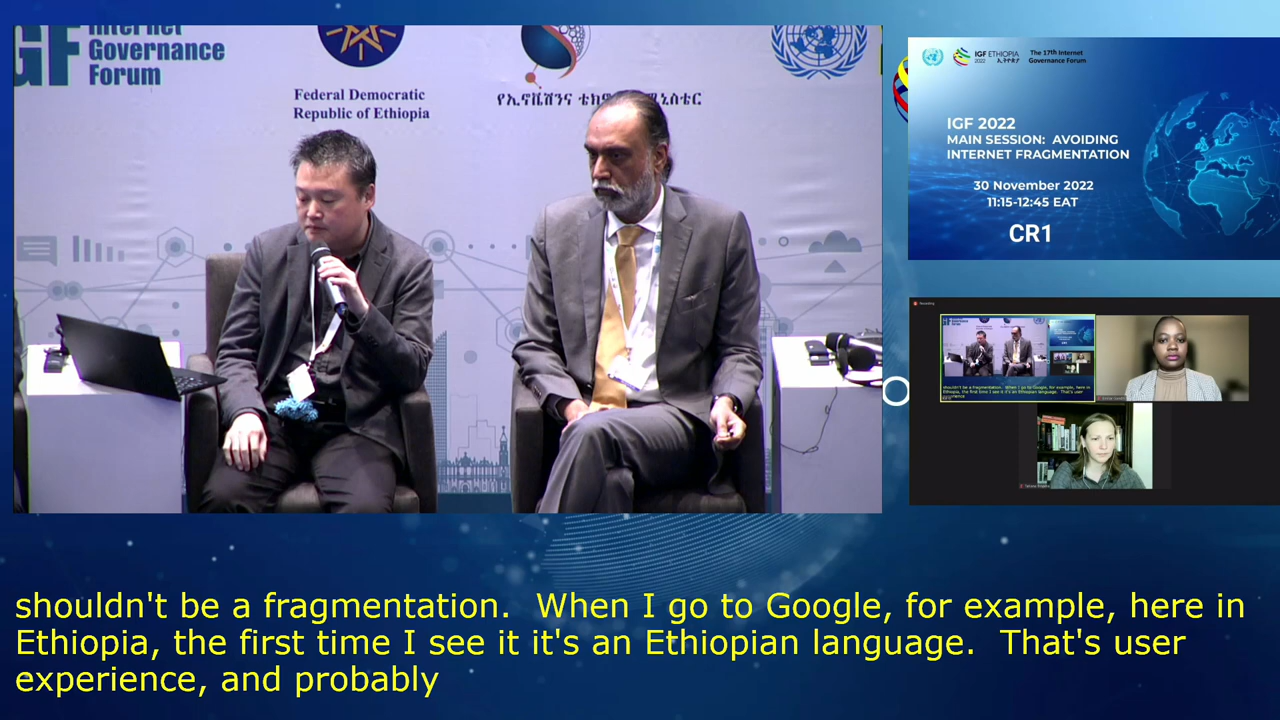 Internet
Governance
Forum
Federal Democratic
Republic of Ethiopia
IGF ETHIOPIA
2022 ኢትዮጵያ
The 17th Internet
Governance Forum
IGF 2022
MAIN SESSION: AVOIDING
INTERNET FRAGMENTATION
30 November 2022
11:15-12:45 EAT
CR1
Recording
shouldn't be a fragmentation. When I go to Google, for example, here in
Ethiopia, the first time I see it it's an Ethiopian language. That's user
experience, and probably